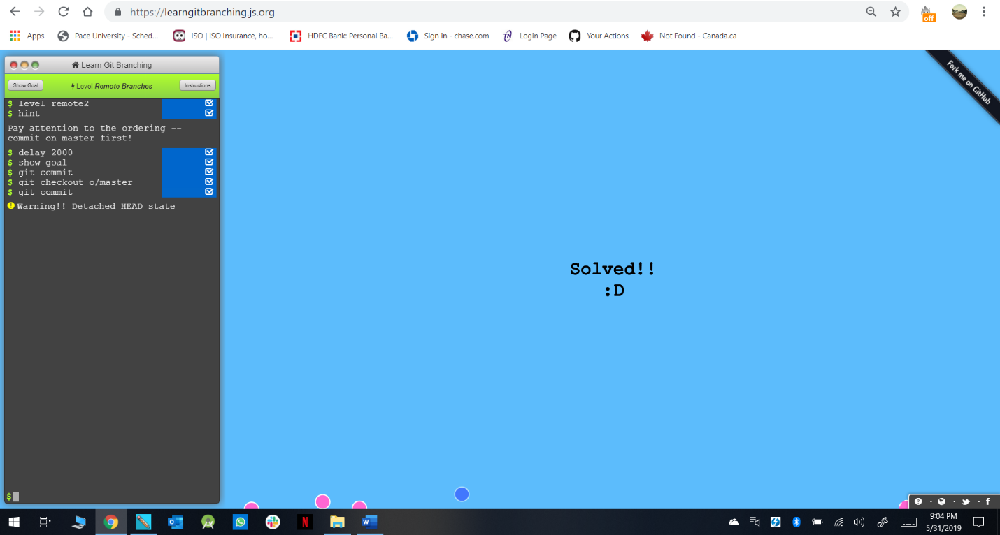 https://learngitbranching.js.org
off
Apps Pace University - Sched... ISO | ISO Insurance, ho... HDFC Bank: Personal Ba... Sign in - chase.com Login Page Your Actions Not Found - Canada.ca
Learn Git Branching
Show Goal Level Remote Branches Instructions
$ level remote2
$ hint
Pay attention to the ordering --
commit on master first!
$ delay 2000
$ show goal
$ git commit
$ git checkout o/master
$ git commit
Warning!! Detached HEAD state
$
Solved!!
:D
Fork me on GitHub
9:04 PM
5/31/2019